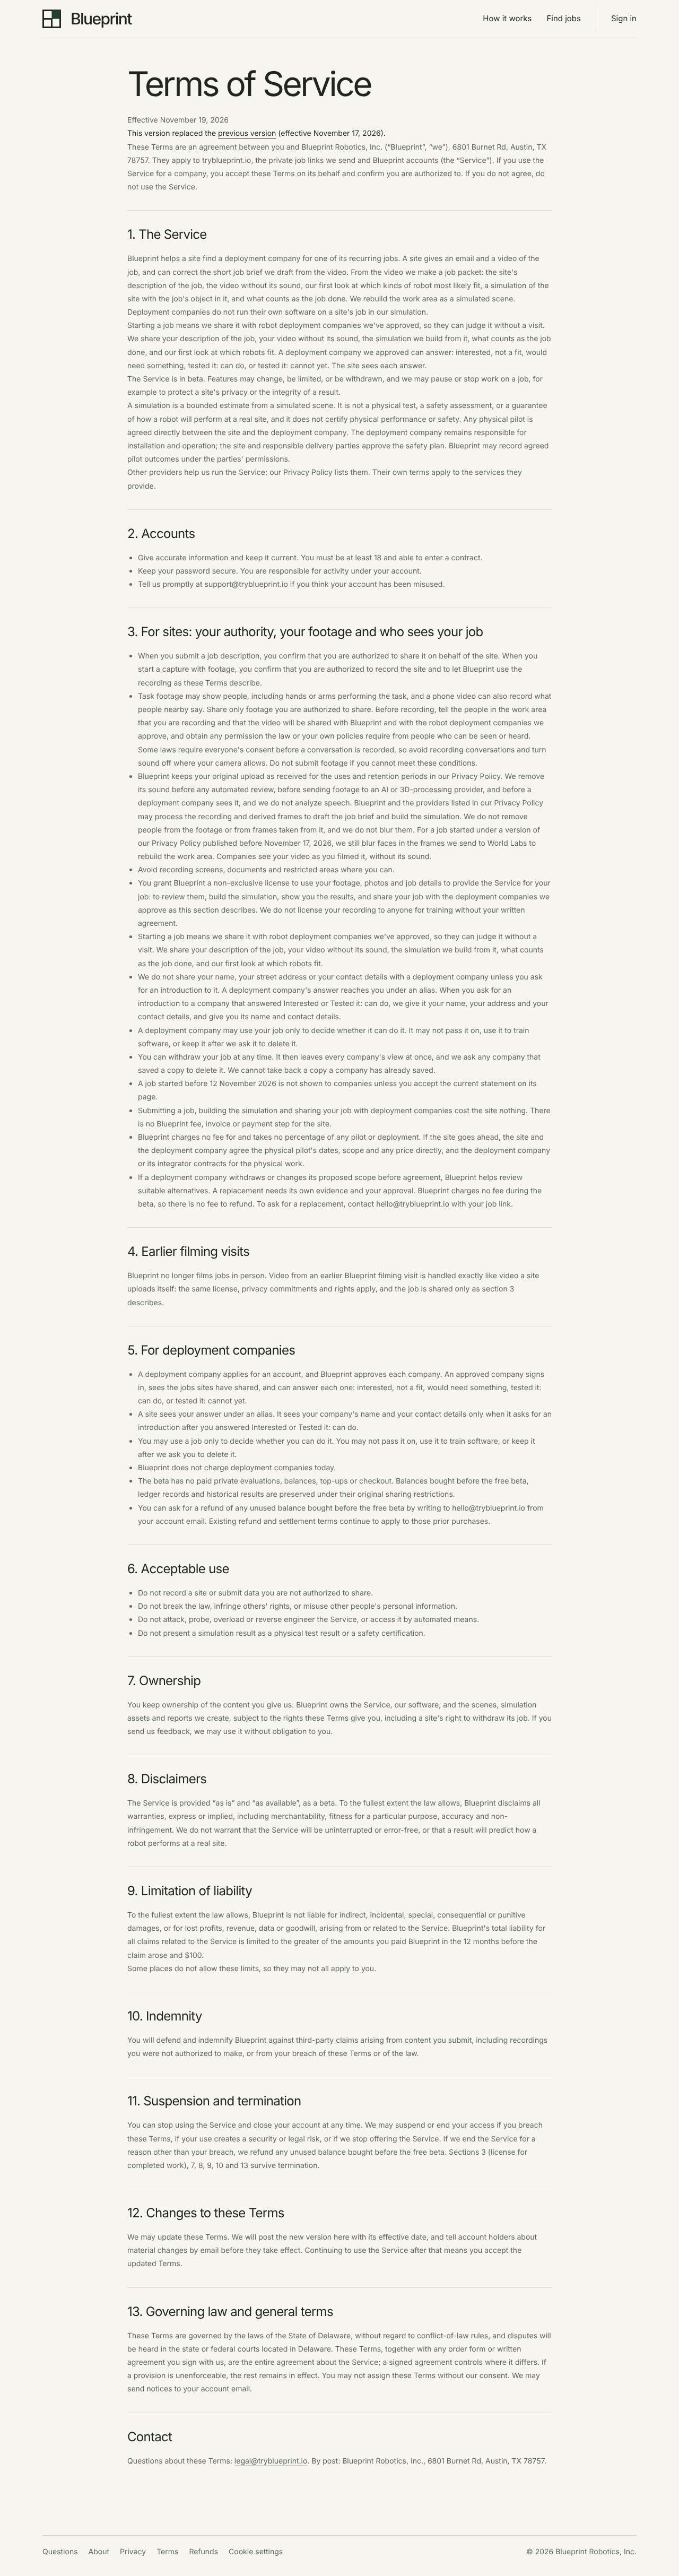 Blueprint
How it works
Find jobs
Sign in
Terms of Service
Effective November 19, 2026
This version replaced the previous version (effective November 17, 2026).
These Terms are an agreement between you and Blueprint Robotics, Inc. (“Blueprint”, “we”), 6801 Burnet Rd, Austin, TX
78757. They apply to tryblueprint.io, the private job links we send and Blueprint accounts (the “Service”). If you use the
Service for a company, you accept these Terms on its behalf and confirm you are authorized to. If you do not agree, do
not use the Service.
1. The Service
Blueprint helps a site find a deployment company for one of its recurring jobs. A site gives an email and a video of the
job, and can correct the short job brief we draft from the video. From the video we make a job packet: the site's
description of the job, the video without its sound, our first look at which kinds of robot most likely fit, a simulation of the
site with the job's object in it, and what counts as the job done. We rebuild the work area as a simulated scene.
Deployment companies do not run their own software on a site's job in our simulation.
Starting a job means we share it with robot deployment companies we've approved, so they can judge it without a visit.
We share your description of the job, your video without its sound, the simulation we build from it, what counts as the job
done, and our first look at which robots fit. A deployment company we approved can answer: interested, not a fit, would
need something, tested it: can do, or tested it: cannot yet. The site sees each answer.
The Service is in beta. Features may change, be limited, or be withdrawn, and we may pause or stop work on a job, for
example to protect a site's privacy or the integrity of a result.
A simulation is a bounded estimate from a simulated scene. It is not a physical test, a safety assessment, or a guarantee
of how a robot will perform at a real site, and it does not certify physical performance or safety. Any physical pilot is
agreed directly between the site and the deployment company. The deployment company remains responsible for
installation and operation; the site and responsible delivery parties approve the safety plan. Blueprint may record agreed
pilot outcomes under the parties' permissions.
Other providers help us run the Service; our Privacy Policy lists them. Their own terms apply to the services they
provide.
2. Accounts
• Give accurate information and keep it current. You must be at least 18 and able to enter a contract.
• Keep your password secure. You are responsible for activity under your account.
• Tell us promptly at support@tryblueprint.io if you think your account has been misused.
3. For sites: your authority, your footage and who sees your job
• When you submit a job description, you confirm that you are authorized to share it on behalf of the site. When you
start a capture with footage, you confirm that you are authorized to record the site and to let Blueprint use the
recording as these Terms describe.
• Task footage may show people, including hands or arms performing the task, and a phone video can also record what
people nearby say. Share only footage you are authorized to share. Before recording, tell the people in the work area
that you are recording and that the video will be shared with Blueprint and with the robot deployment companies we
approve, and obtain any permission the law or your own policies require from people who can be seen or heard.
Some laws require everyone's consent before a conversation is recorded, so avoid recording conversations and turn
sound off where your camera allows. Do not submit footage if you cannot meet these conditions.
• Blueprint keeps your original upload as received for the uses and retention periods in our Privacy Policy. We remove
its sound before any automated review, before sending footage to an AI or 3D-processing provider, and before a
deployment company sees it, and we do not analyze speech. Blueprint and the providers listed in our Privacy Policy
may process the recording and derived frames to draft the job brief and build the simulation. We do not remove
people from the footage or from frames taken from it, and we do not blur them. For a job started under a version of
our Privacy Policy published before November 17, 2026, we still blur faces in the frames we send to World Labs to
rebuild the work area. Companies see your video as you filmed it, without its sound.
• Avoid recording screens, documents and restricted areas where you can.
• You grant Blueprint a non-exclusive license to use your footage, photos and job details to provide the Service for your
job: to review them, build the simulation, show you the results, and share your job with the deployment companies we
approve as this section describes. We do not license your recording to anyone for training without your written
agreement.
• Starting a job means we share it with robot deployment companies we've approved, so they can judge it without a
visit. We share your description of the job, your video without its sound, the simulation we build from it, what counts
as the job done, and our first look at which robots fit.
• We do not share your name, your street address or your contact details with a deployment company unless you ask
for an introduction to it. A deployment company's answer reaches you under an alias. When you ask for an
introduction to a company that answered Interested or Tested it: can do, we give it your name, your address and your
contact details, and give you its name and contact details.
• A deployment company may use your job only to decide whether it can do it. It may not pass it on, use it to train
software, or keep it after we ask it to delete it.
• You can withdraw your job at any time. It then leaves every company's view at once, and we ask any company that
saved a copy to delete it. We cannot take back a copy a company has already saved.
• A job started before 12 November 2026 is not shown to companies unless you accept the current statement on its
page.
• Submitting a job, building the simulation and sharing your job with deployment companies cost the site nothing. There
is no Blueprint fee, invoice or payment step for the site.
• Blueprint charges no fee for and takes no percentage of any pilot or deployment. If the site goes ahead, the site and
the deployment company agree the physical pilot's dates, scope and any price directly, and the deployment company
or its integrator contracts for the physical work.
• If a deployment company withdraws or changes its proposed scope before agreement, Blueprint helps review
suitable alternatives. A replacement needs its own evidence and your approval. Blueprint charges no fee during the
beta, so there is no fee to refund. To ask for a replacement, contact hello@tryblueprint.io with your job link.
4. Earlier filming visits
Blueprint no longer films jobs in person. Video from an earlier Blueprint filming visit is handled exactly like video a site
uploads itself: the same license, privacy commitments and rights apply, and the job is shared only as section 3
describes.
5. For deployment companies
• A deployment company applies for an account, and Blueprint approves each company. An approved company signs
in, sees the jobs sites have shared, and can answer each one: interested, not a fit, would need something, tested it:
can do, or tested it: cannot yet.
• A site sees your answer under an alias. It sees your company's name and your contact details only when it asks for an
introduction after you answered Interested or Tested it: can do.
• You may use a job only to decide whether you can do it. You may not pass it on, use it to train software, or keep it
after we ask you to delete it.
• Blueprint does not charge deployment companies today.
• The beta has no paid private evaluations, balances, top-ups or checkout. Balances bought before the free beta,
ledger records and historical results are preserved under their original sharing restrictions.
• You can ask for a refund of any unused balance bought before the free beta by writing to hello@tryblueprint.io from
your account email. Existing refund and settlement terms continue to apply to those prior purchases.
6. Acceptable use
• Do not record a site or submit data you are not authorized to share.
• Do not break the law, infringe others' rights, or misuse other people's personal information.
• Do not attack, probe, overload or reverse engineer the Service, or access it by automated means.
• Do not present a simulation result as a physical test result or a safety certification.
7. Ownership
You keep ownership of the content you give us. Blueprint owns the Service, our software, and the scenes, simulation
assets and reports we create, subject to the rights these Terms give you, including a site's right to withdraw its job. If you
send us feedback, we may use it without obligation to you.
8. Disclaimers
The Service is provided “as is” and “as available”, as a beta. To the fullest extent the law allows, Blueprint disclaims all
warranties, express or implied, including merchantability, fitness for a particular purpose, accuracy and non-
infringement. We do not warrant that the Service will be uninterrupted or error-free, or that a result will predict how a
robot performs at a real site.
9. Limitation of liability
To the fullest extent the law allows, Blueprint is not liable for indirect, incidental, special, consequential or punitive
damages, or for lost profits, revenue, data or goodwill, arising from or related to the Service. Blueprint's total liability for
all claims related to the Service is limited to the greater of the amounts you paid Blueprint in the 12 months before the
claim arose and $100.
Some places do not allow these limits, so they may not all apply to you.
10. Indemnity
You will defend and indemnify Blueprint against third-party claims arising from content you submit, including recordings
you were not authorized to make, or from your breach of these Terms or of the law.
11. Suspension and termination
You can stop using the Service and close your account at any time. We may suspend or end your access if you breach
these Terms, if your use creates a security or legal risk, or if we stop offering the Service. If we end the Service for a
reason other than your breach, we refund any unused balance bought before the free beta. Sections 3 (license for
completed work), 7, 8, 9, 10 and 13 survive termination.
12. Changes to these Terms
We may update these Terms. We will post the new version here with its effective date, and tell account holders about
material changes by email before they take effect. Continuing to use the Service after that means you accept the
updated Terms.
13. Governing law and general terms
These Terms are governed by the laws of the State of Delaware, without regard to conflict-of-law rules, and disputes will
be heard in the state or federal courts located in Delaware. These Terms, together with any order form or written
agreement you sign with us, are the entire agreement about the Service; a signed agreement controls where it differs. If
a provision is unenforceable, the rest remains in effect. You may not assign these Terms without our consent. We may
send notices to your account email.
Contact
Questions about these Terms: legal@tryblueprint.io. By post: Blueprint Robotics, Inc., 6801 Burnet Rd, Austin, TX 78757.
Questions
About
Privacy
Terms
Refunds
Cookie settings
© 2026 Blueprint Robotics, Inc.